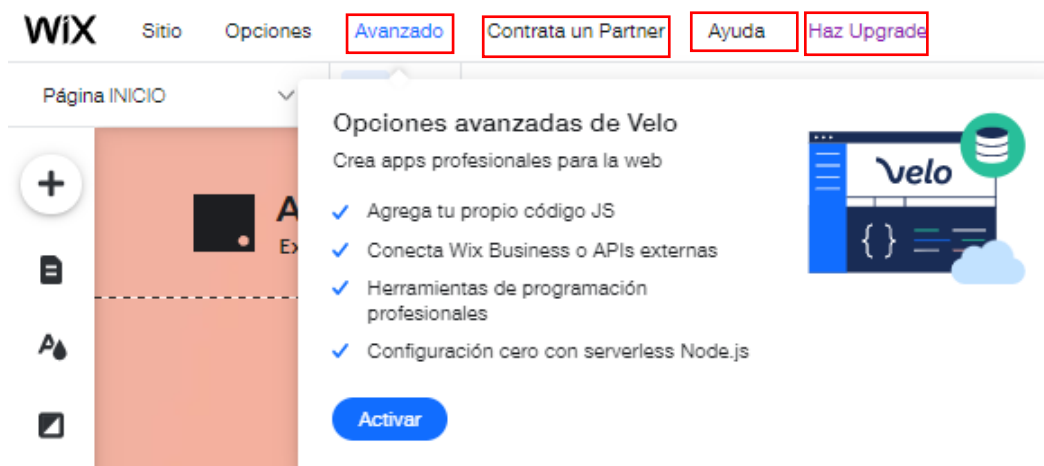 WiX Sitio Opciones Avanzado Contrata un Partner Ayuda Haz Upgrade
Página INICIO
Opciones avanzadas de Velo
Crea apps profesionales para la web
Agrega tu propio código JS
Conecta Wix Business o APIs externas
Herramientas de programación
profesionales
Configuración cero con serverless Node.js
Activar
velo
{ }
A
Ex
A